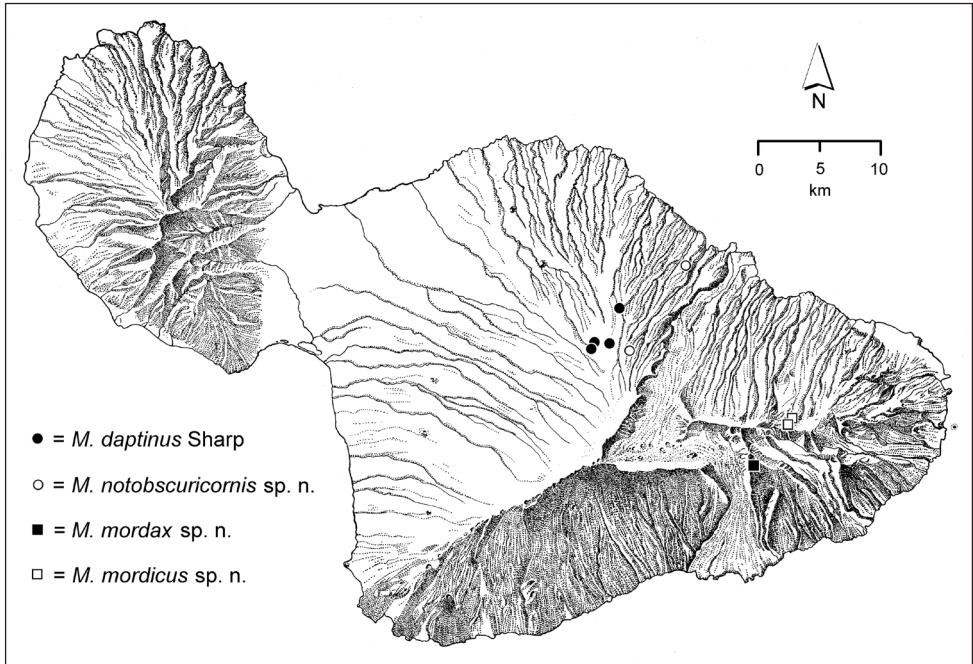 N
0 5 10
km
● = M. daptinus Sharp
○ = M. notobscuricornis sp. n.
■ = M. mordax sp. n.
□ = M. mordicus sp. n.